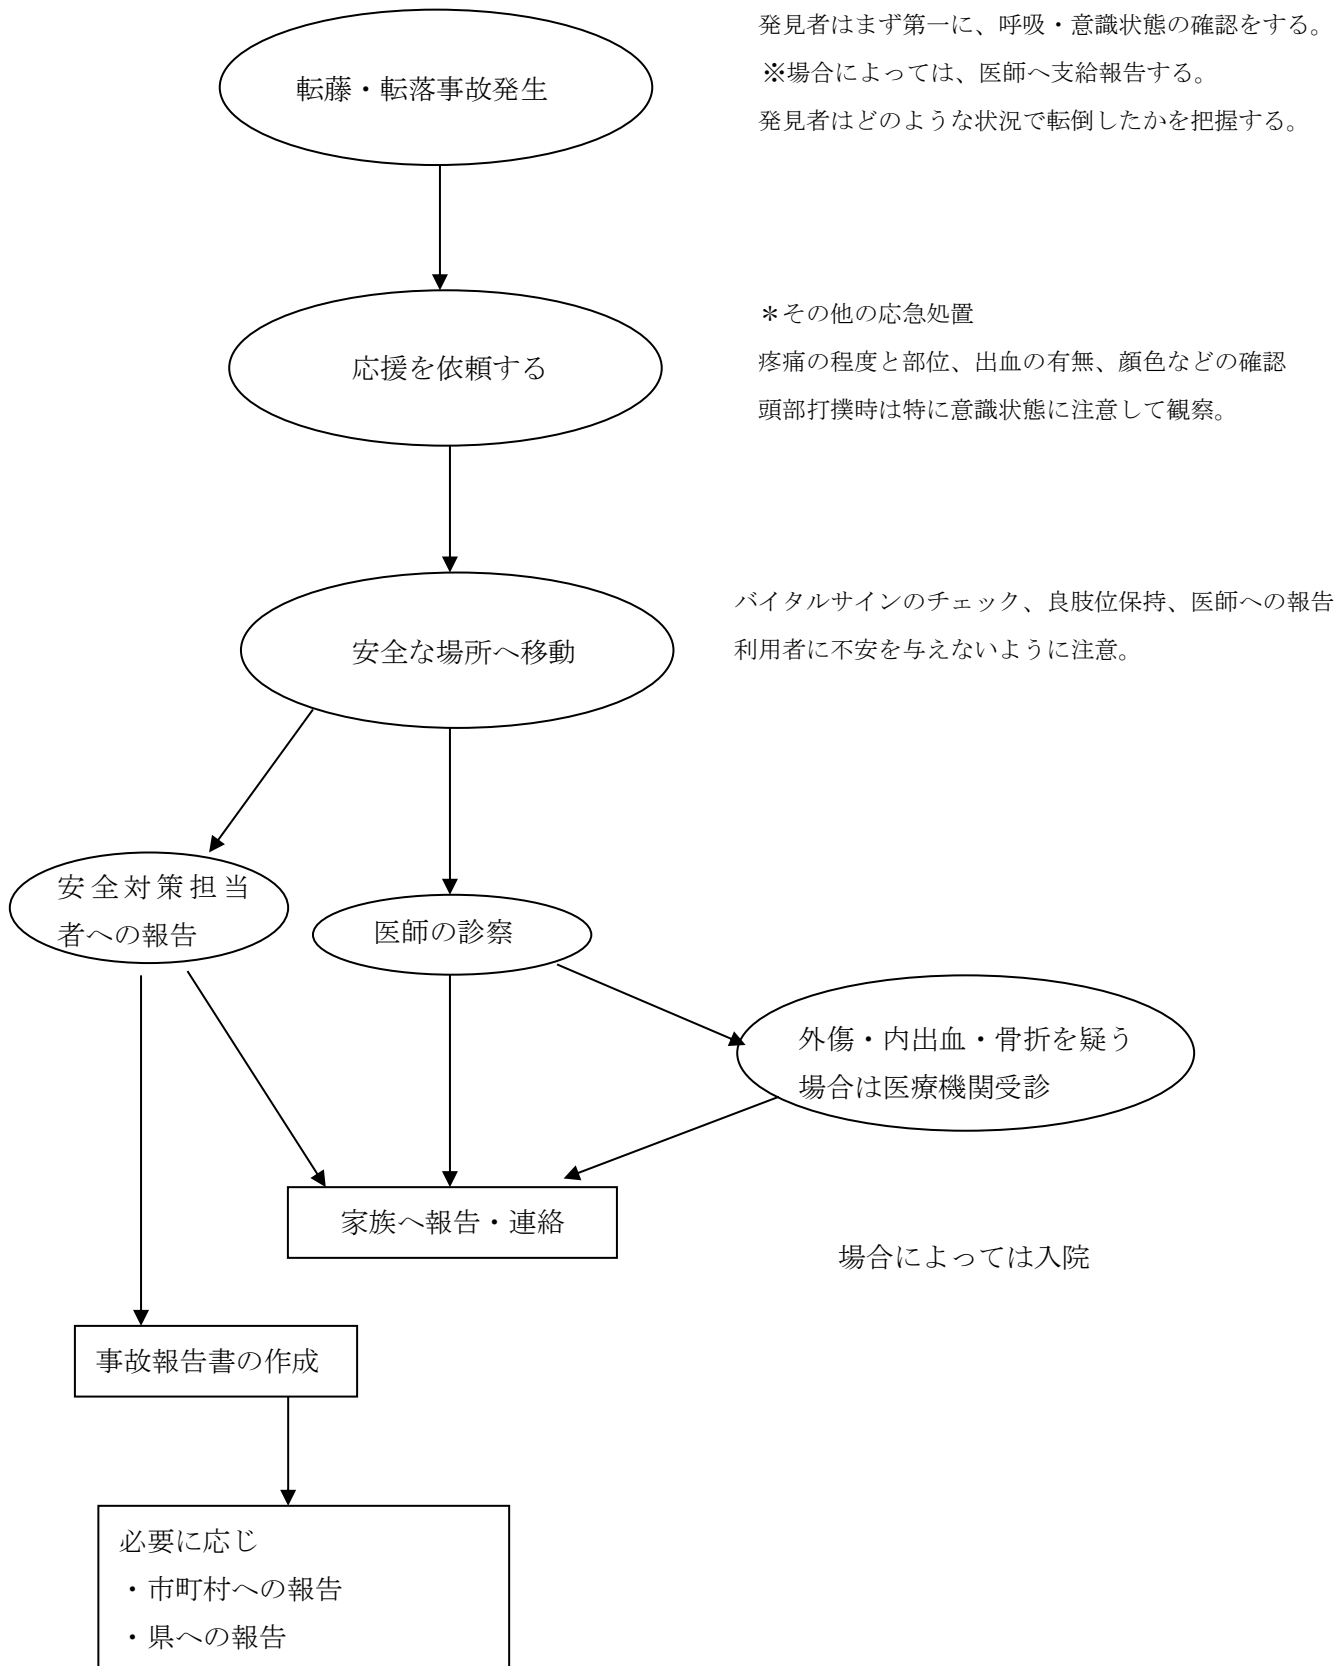 発見者はまず第一に、呼吸・意識状態の確認をする。
※場合によっては、医師へ支給報告する。
発見者はどのような状況で転倒したかを把握する。
転藤・転落事故発生
＊その他の応急処置
疼痛の程度と部位、出血の有無、顔色などの確認
頭部打撲時は特に意識状態に注意して観察。
応援を依頼する
バイタルサインのチェック、良肢位保持、医師への報告
利用者に不安を与えないように注意。
安全な場所へ移動
安全対策担当
者への報告
医師の診察
外傷・内出血・骨折を疑う
場合は医療機関受診
家族へ報告・連絡
場合によっては入院
事故報告書の作成
必要に応じ
・市町村への報告
・県への報告